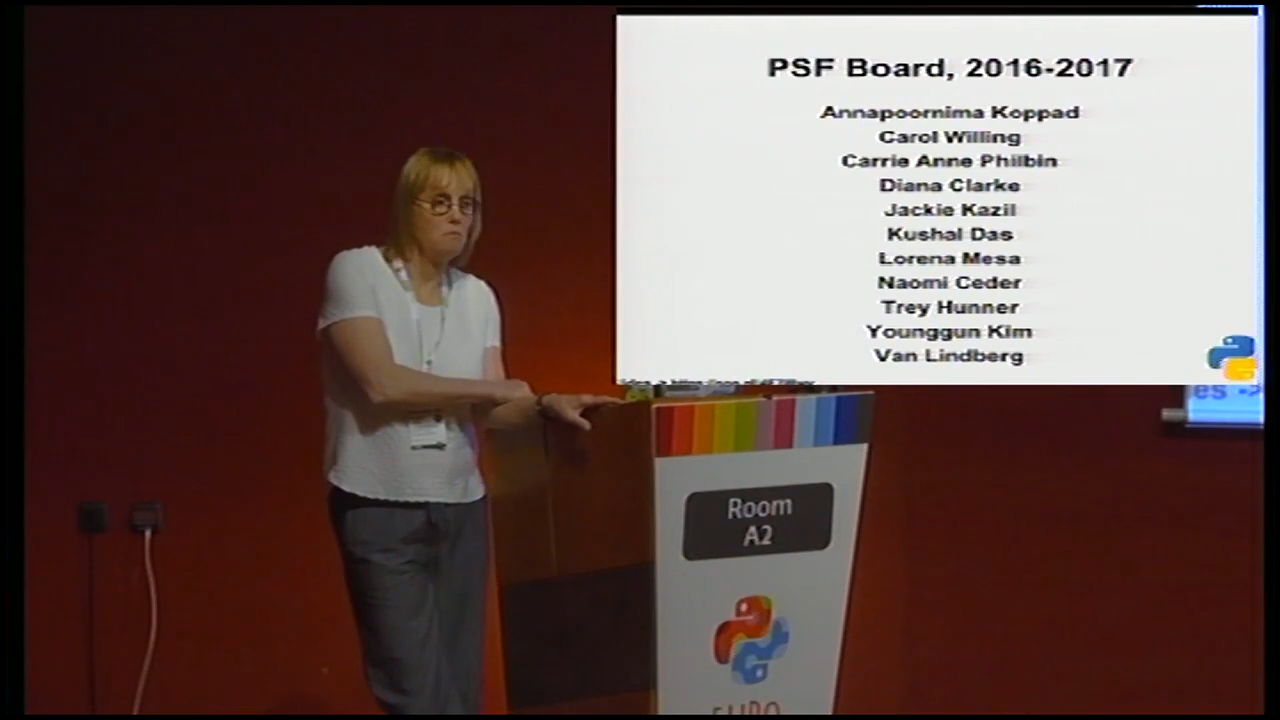 PSF Board, 2016-2017
Annapoornima Koppad
Carol Willing
Carrie Anne Philbin
Diana Clarke
Jackie Kazil
Kushal Das
Lorena Mesa
Naomi Ceder
Trey Hunner
Younggun Kim
Van Lindberg
Room
A2
EURO